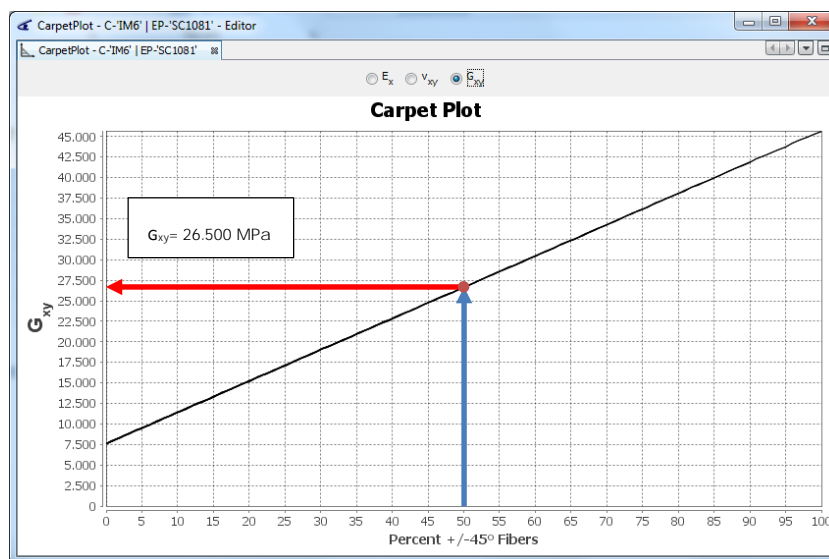 CarpetPlot - C-'IM6' | EP-'SC1081' - Editor
CarpetPlot - C-'IM6' | EP-'SC1081'
Ex vxy Gxy
Carpet Plot
45.000
42.500
40.000
37.500
35.000
32.500
30.000
27.500
25.000
22.500
20.000
17.500
15.000
12.500
10.000
7.500
5.000
2.500
0
Gxy
Gxy= 26.500 MPa
0 5 10 15 20 25 30 35 40 45 50 55 60 65 70 75 80 85 90 95 100
Percent +/-45º Fibers